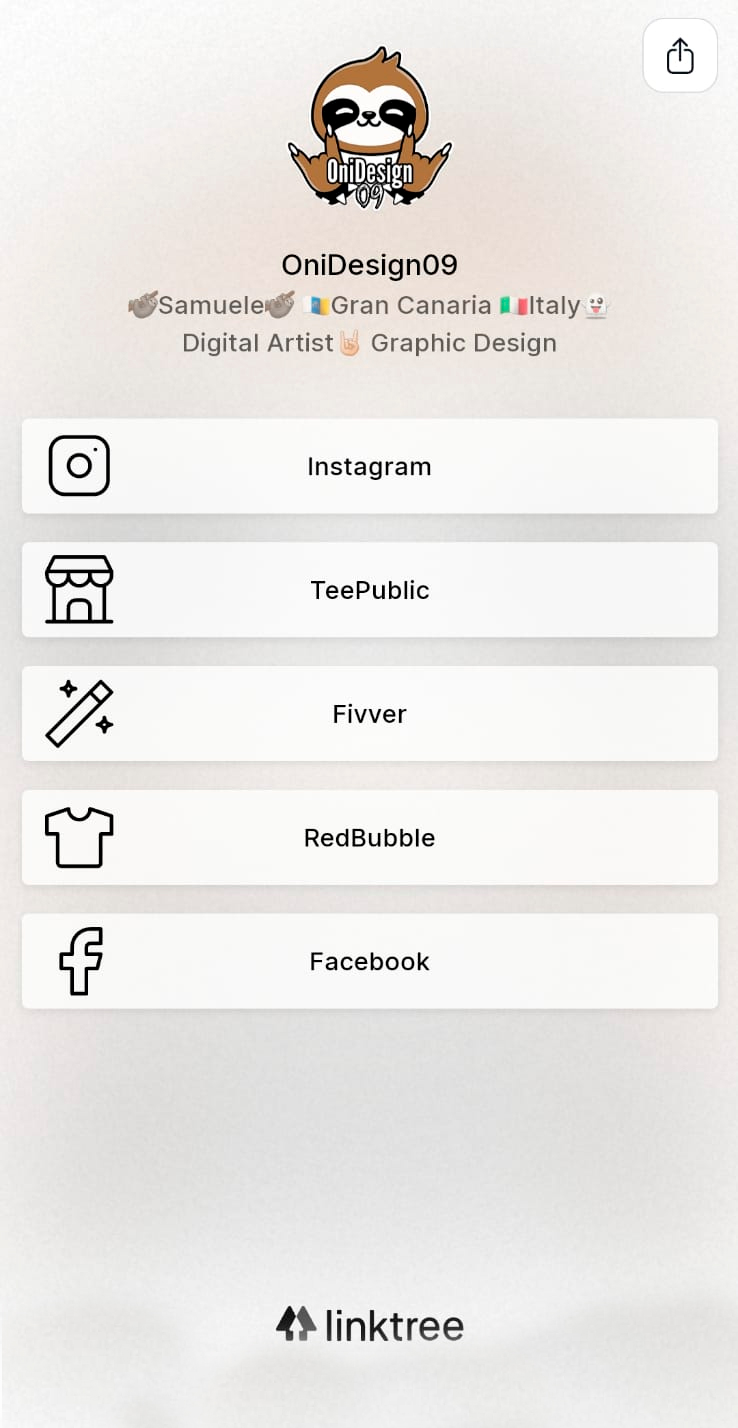 OniDesign
09
OniDesign09
🦥Samuele🦥 🇮🇨Gran Canaria 🇮🇹Italy👻
Digital Artist🤘🏻 Graphic Design
Instagram
TeePublic
Fivver
RedBubble
Facebook
linktree